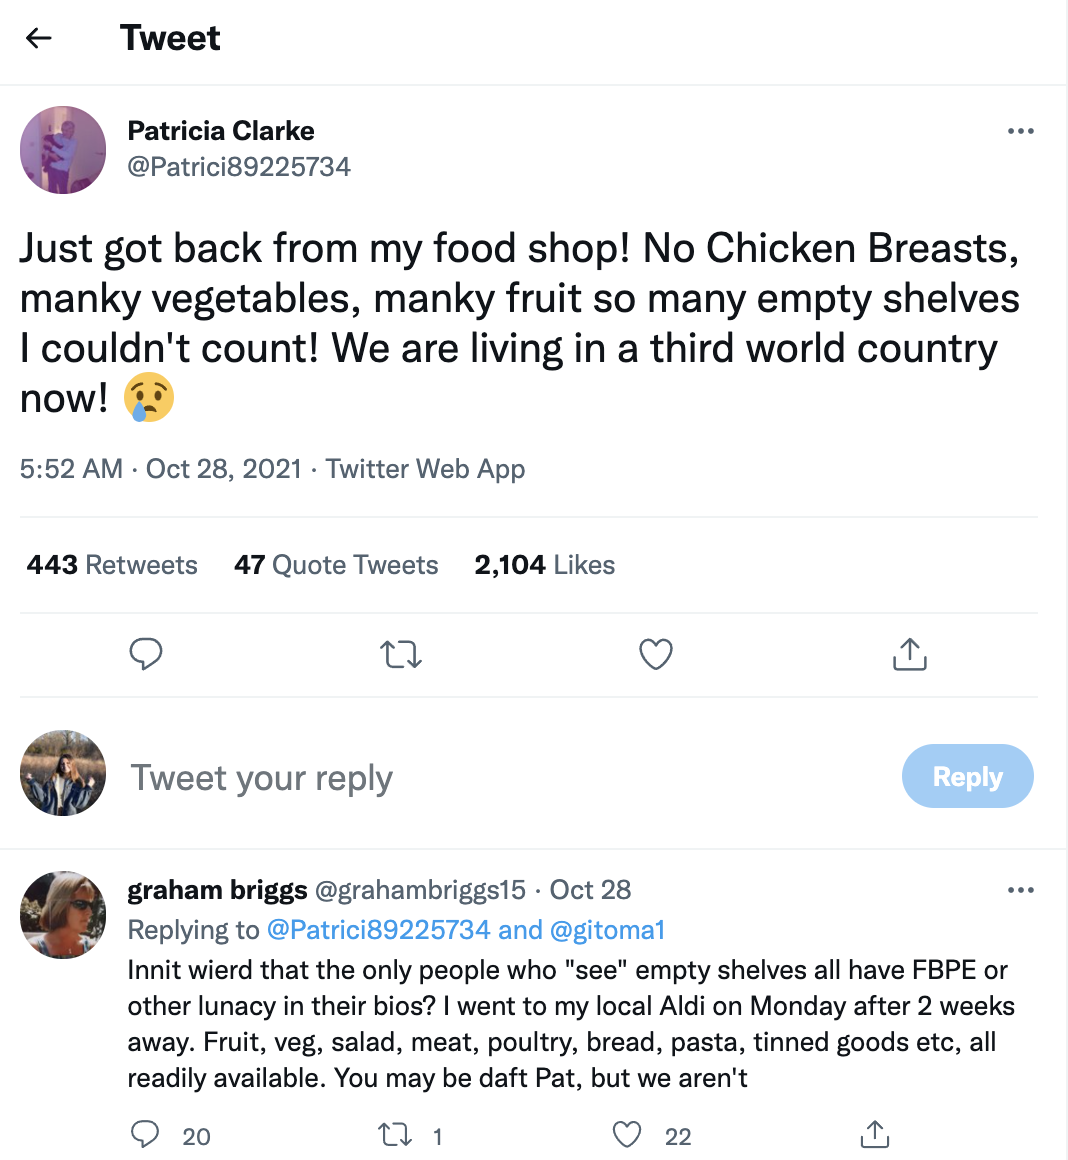 Tweet
Patricia Clarke
@Patrici89225734
Just got back from my food shop! No Chicken Breasts,
manky vegetables, manky fruit so many empty shelves
I couldn't count! We are living in a third world country
now! 😢
5:52 AM · Oct 28, 2021 · Twitter Web App
443 Retweets 47 Quote Tweets 2,104 Likes
Tweet your reply
Reply
graham briggs @grahambriggs15 · Oct 28
Replying to @Patrici89225734 and @gitoma1
Innit wierd that the only people who "see" empty shelves all have FBPE or
other lunacy in their bios? I went to my local Aldi on Monday after 2 weeks
away. Fruit, veg, salad, meat, poultry, bread, pasta, tinned goods etc, all
readily available. You may be daft Pat, but we aren't
20 1 22